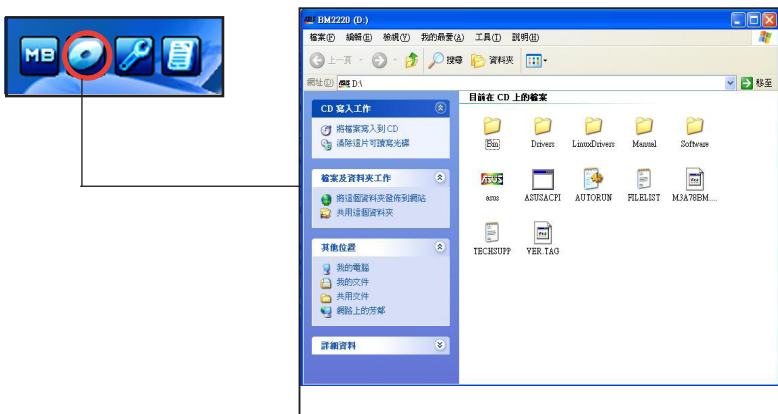 MB
BM2220 (D:)
檔案(F) 編輯(E) 檢視(V) 我的最愛(A) 工具(T) 說明(H)
上一頁 搜尋 資料夾
網址(D) D:\ 移至
CD 寫入工作
將檔案寫入到 CD
清除這片可讀寫光碟
檔案及資料夾工作
將這個資料夾發佈到網站
共用這個資料夾
其他位置
我的電腦
我的文件
共用文件
網路上的芳鄰
詳細資料
目前在 CD 上的檔案
Bin Drivers LinuxDrivers Manual Software
asus ASUSACPI AUTORUN FILELIST M3A78BM....
TECHSUPP VER.TAG